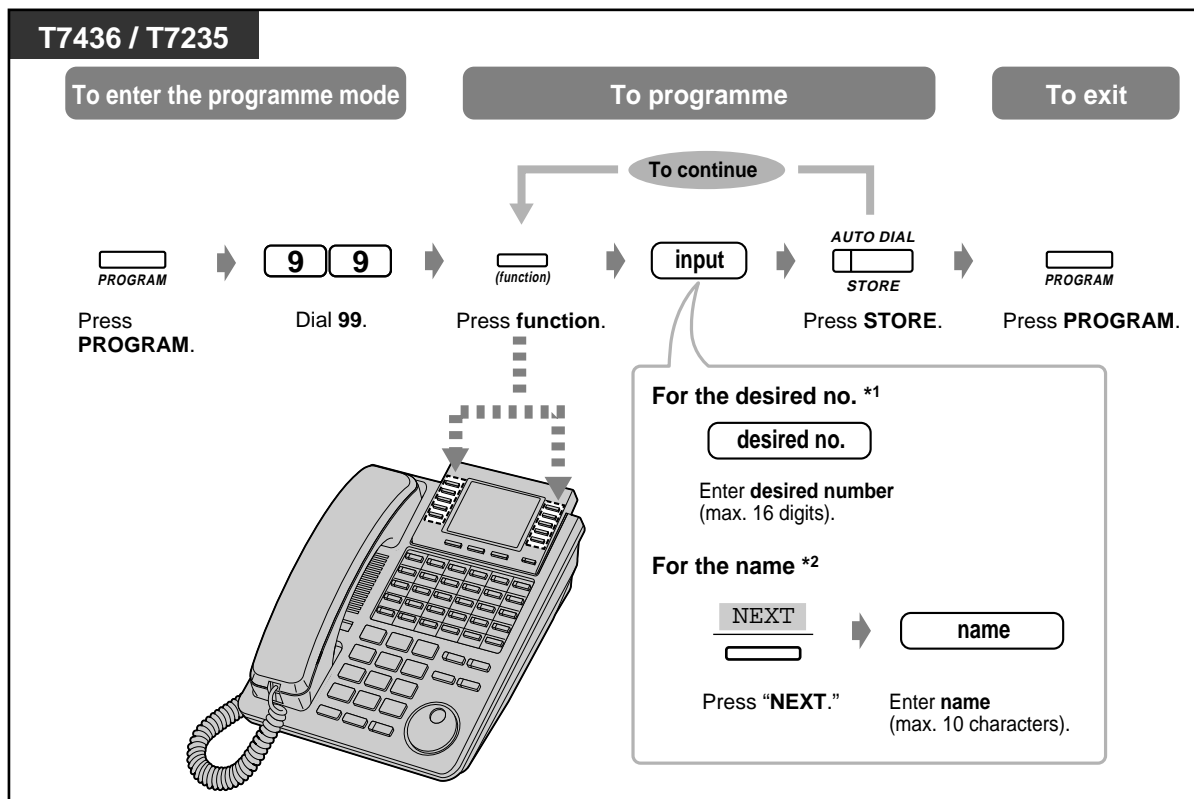 T7436 / T7235
To enter the programme mode
To programme
To exit
To continue
PROGRAM
9 9
(function)
input
AUTO DIAL
STORE
PROGRAM
Press
PROGRAM.
Dial 99.
Press function.
Press STORE.
Press PROGRAM.
For the desired no. *1
desired no.
Enter desired number
(max. 16 digits).
For the name *2
NEXT
name
Press “NEXT.”
Enter name
(max. 10 characters).